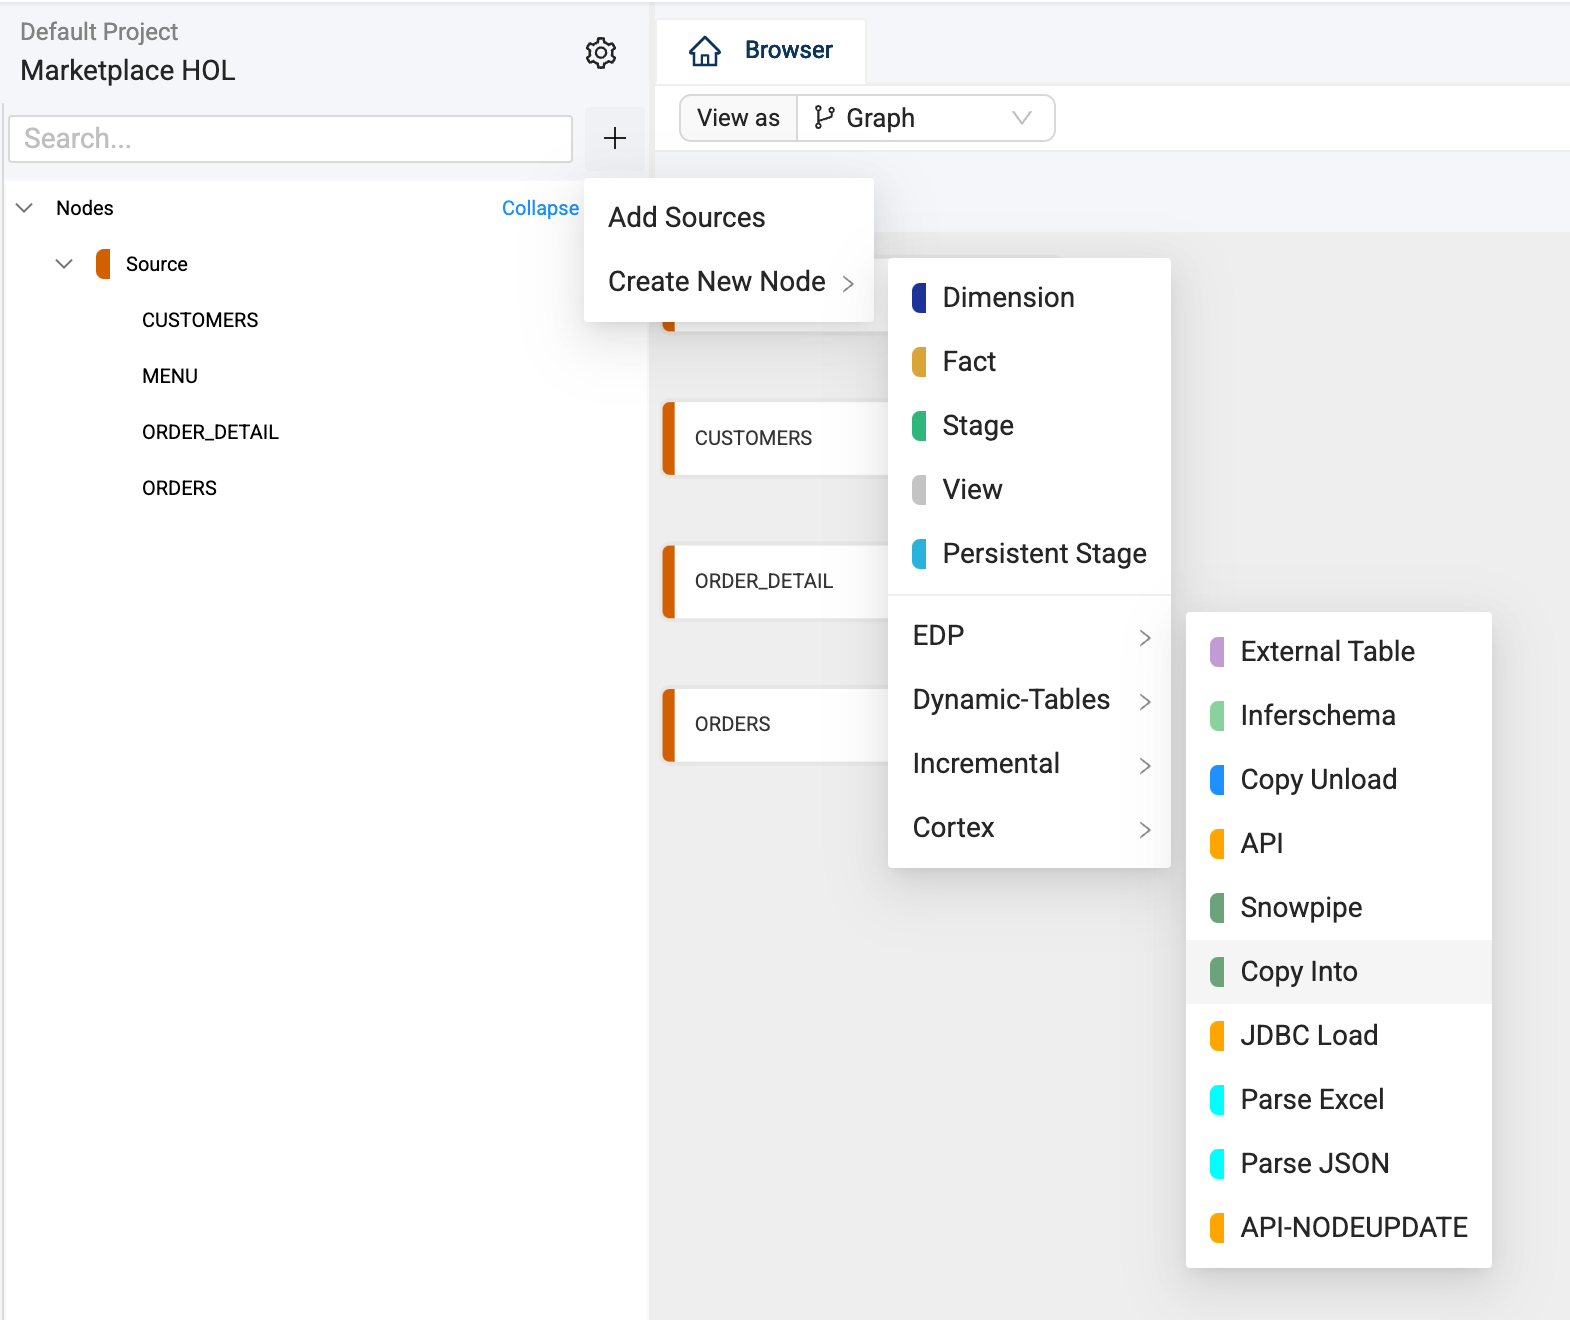 Default Project
Marketplace HOL
Search...
Nodes
Collapse
Source
CUSTOMERS
MENU
ORDER_DETAIL
ORDERS
Browser
View as
Graph
Add Sources
Create New Node
CUSTOMERS
ORDER_DETAIL
ORDERS
Dimension
Fact
Stage
View
Persistent Stage
EDP
Dynamic-Tables
Incremental
Cortex
External Table
Inferschema
Copy Unload
API
Snowpipe
Copy Into
JDBC Load
Parse Excel
Parse JSON
API-NODEUPDATE